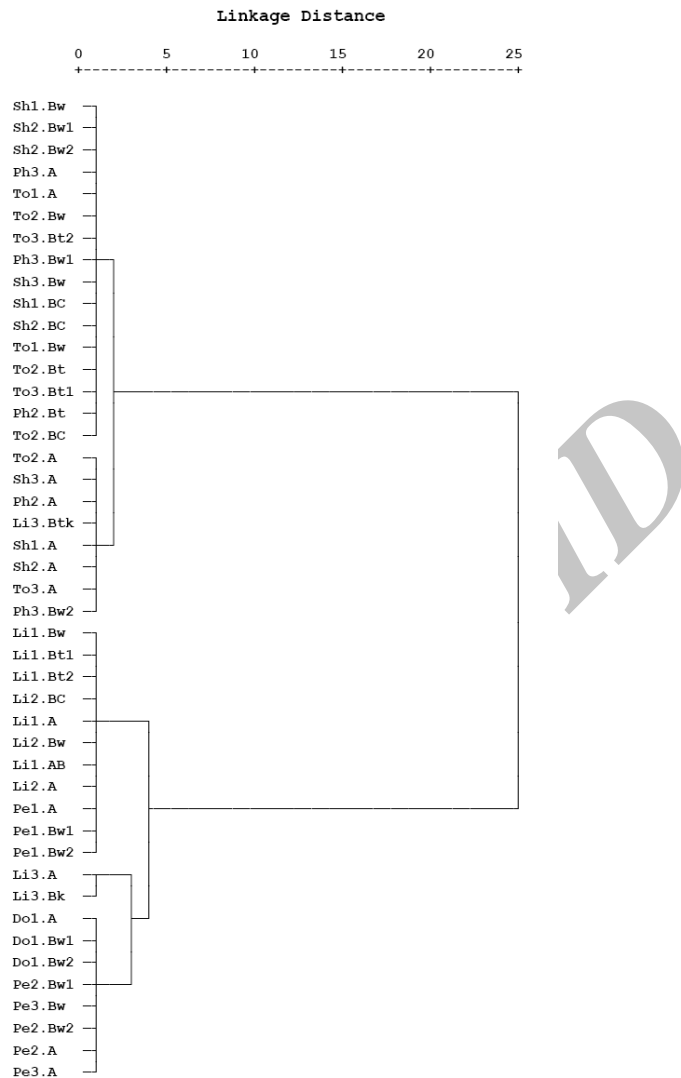 Linkage Distance
0 5 10 15 20 25
Sh1.Bw
Sh2.Bw1
Sh2.Bw2
Ph3.A
To1.A
To2.Bw
To3.Bt2
Ph3.Bw1
Sh3.Bw
Sh1.BC
Sh2.BC
To1.Bw
To2.Bt
To3.Bt1
Ph2.Bt
To2.BC
To2.A
Sh3.A
Ph2.A
Li3.Btk
Sh1.A
Sh2.A
To3.A
Ph3.Bw2
Li1.Bw
Li1.Bt1
Li1.Bt2
Li2.BC
Li1.A
Li2.Bw
Li1.AB
Li2.A
Pe1.A
Pe1.Bw1
Pe1.Bw2
Li3.A
Li3.Bk
Do1.A
Do1.Bw1
Do1.Bw2
Pe2.Bw1
Pe3.Bw
Pe2.Bw2
Pe2.A
Pe3.A